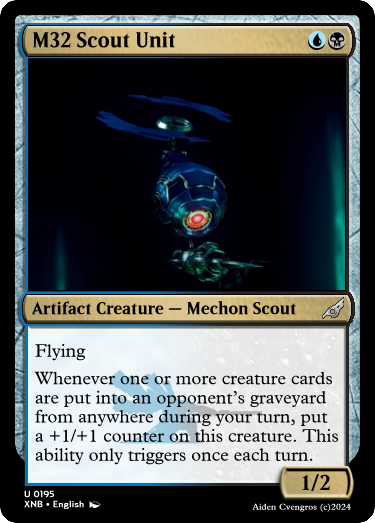 M32 Scout Unit
Artifact Creature — Mechon Scout
Flying
Whenever one or more creature cards
are put into an opponent's graveyard
from anywhere during your turn, put
a +1/+1 counter on this creature. This
ability only triggers once each turn.
1/2
U 0195
XNB • English
Aiden Cvengros (c)2024